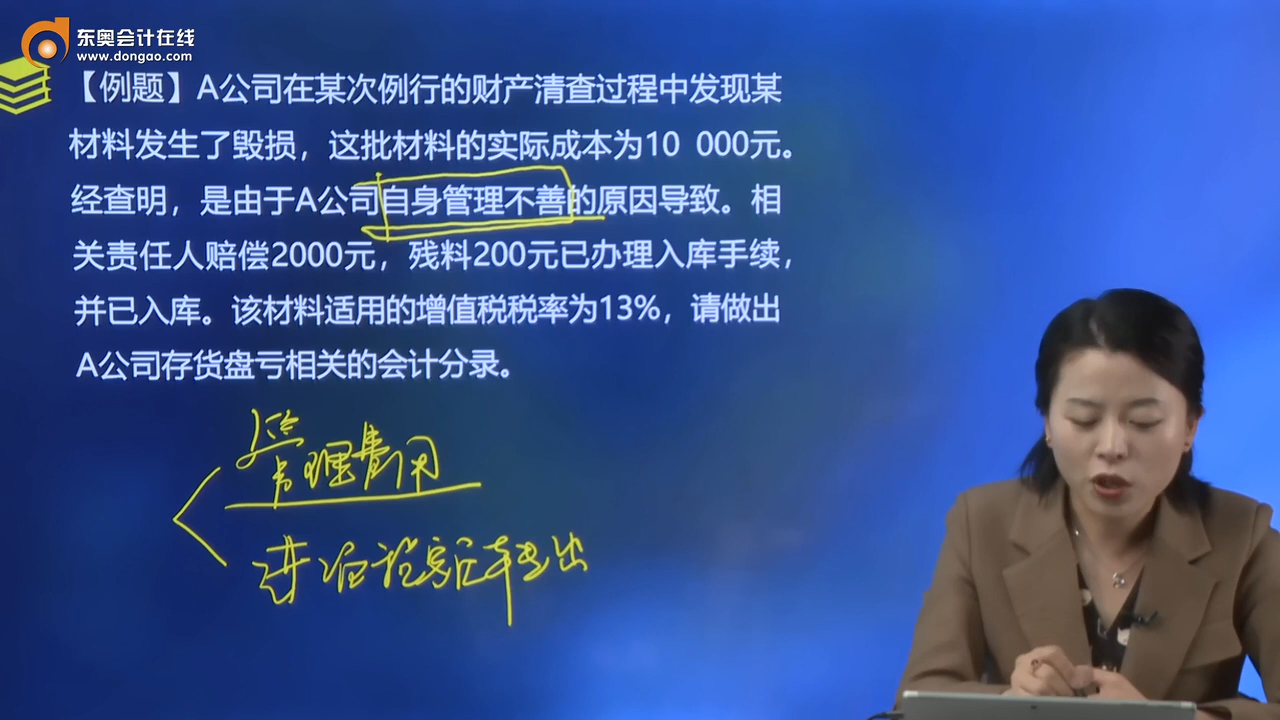 东奥会计在线
www.dongao.com
【例题】A公司在某次例行的财产清查过程中发现某
材料发生了毁损，这批材料的实际成本为10 000元。
经查明，是由于A公司自身管理不善的原因导致。相
关责任人赔偿2000元，残料200元已办理入库手续，
并已入库。该材料适用的增值税税率为13%，请做出
A公司存货盘亏相关的会计分录。
管理费用
进项税额转出